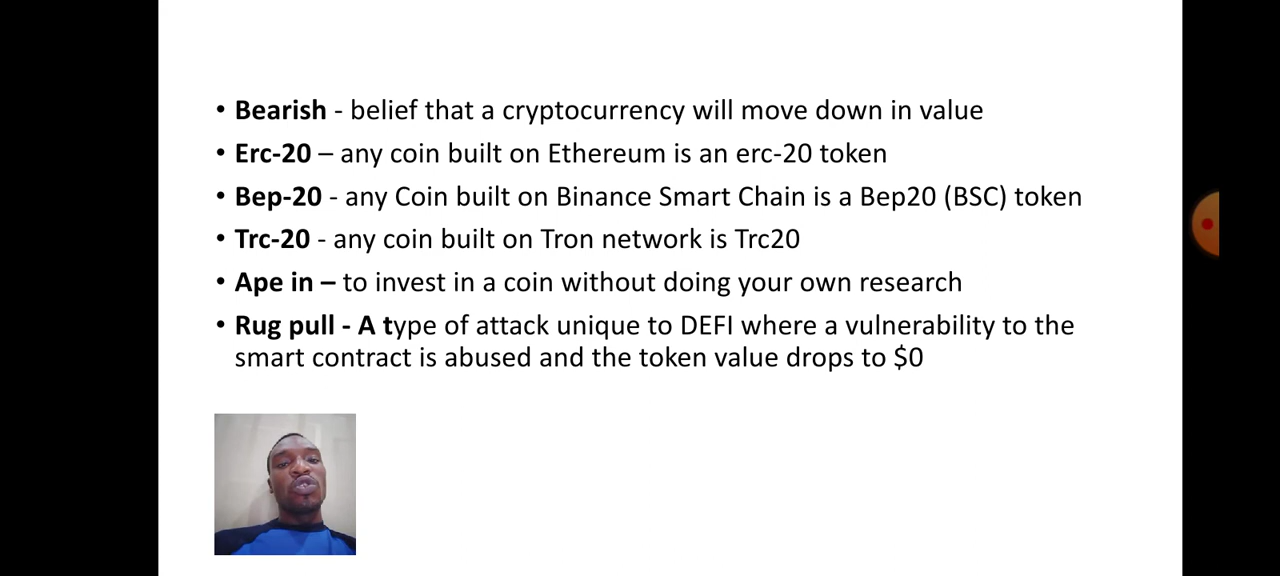 • Bearish - belief that a cryptocurrency will move down in value
• Erc-20 – any coin built on Ethereum is an erc-20 token
• Bep-20 - any Coin built on Binance Smart Chain is a Bep20 (BSC) token
• Trc-20 - any coin built on Tron network is Trc20
• Ape in – to invest in a coin without doing your own research
• Rug pull - A type of attack unique to DEFI where a vulnerability to the
smart contract is abused and the token value drops to $0